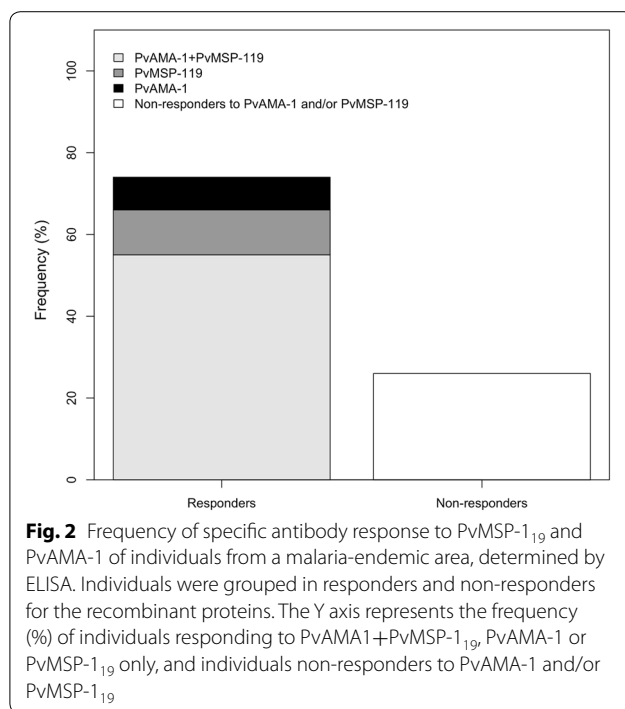 PvAMA-1+PvMSP-119
PvMSP-119
PvAMA-1
Non-responders to PvAMA-1 and/or PvMSP-119
100
80
60
40
20
0
Frequency (%)
Responders Non-responders
Fig. 2 Frequency of specific antibody response to PvMSP-1₁₉ and
PvAMA-1 of individuals from a malaria-endemic area, determined by
ELISA. Individuals were grouped in responders and non-responders
for the recombinant proteins. The Y axis represents the frequency
(%) of individuals responding to PvAMA1+PvMSP-1₁₉, PvAMA-1 or
PvMSP-1₁₉ only, and individuals non-responders to PvAMA-1 and/or
PvMSP-1₁₉